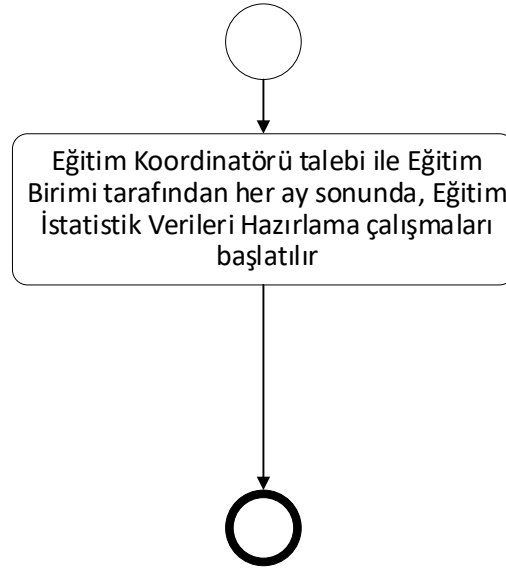 Eğitim Koordinatörü talebi ile Eğitim
Birimi tarafından her ay sonunda, Eğitim
İstatistik Verileri Hazırlama çalışmaları
başlatılır